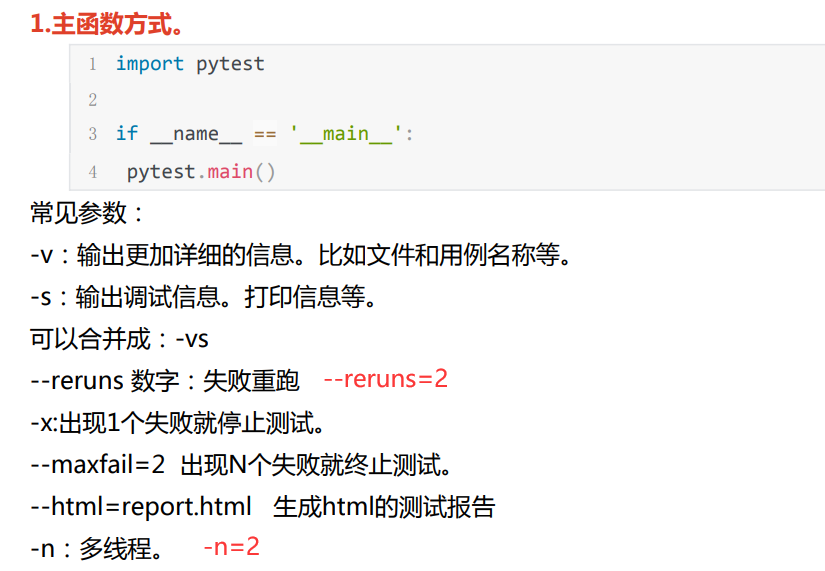 1.主函数方式。
1 import pytest
2
3 if __name__ == '__main__':
4  pytest.main()
常见参数：
-v：输出更加详细的信息。比如文件和用例名称等。
-s：输出调试信息。打印信息等。
可以合并成：-vs
--reruns 数字：失败重跑 --reruns=2
-x:出现1个失败就停止测试。
--maxfail=2 出现N个失败就终止测试。
--html=report.html 生成html的测试报告
-n：多线程。 -n=2